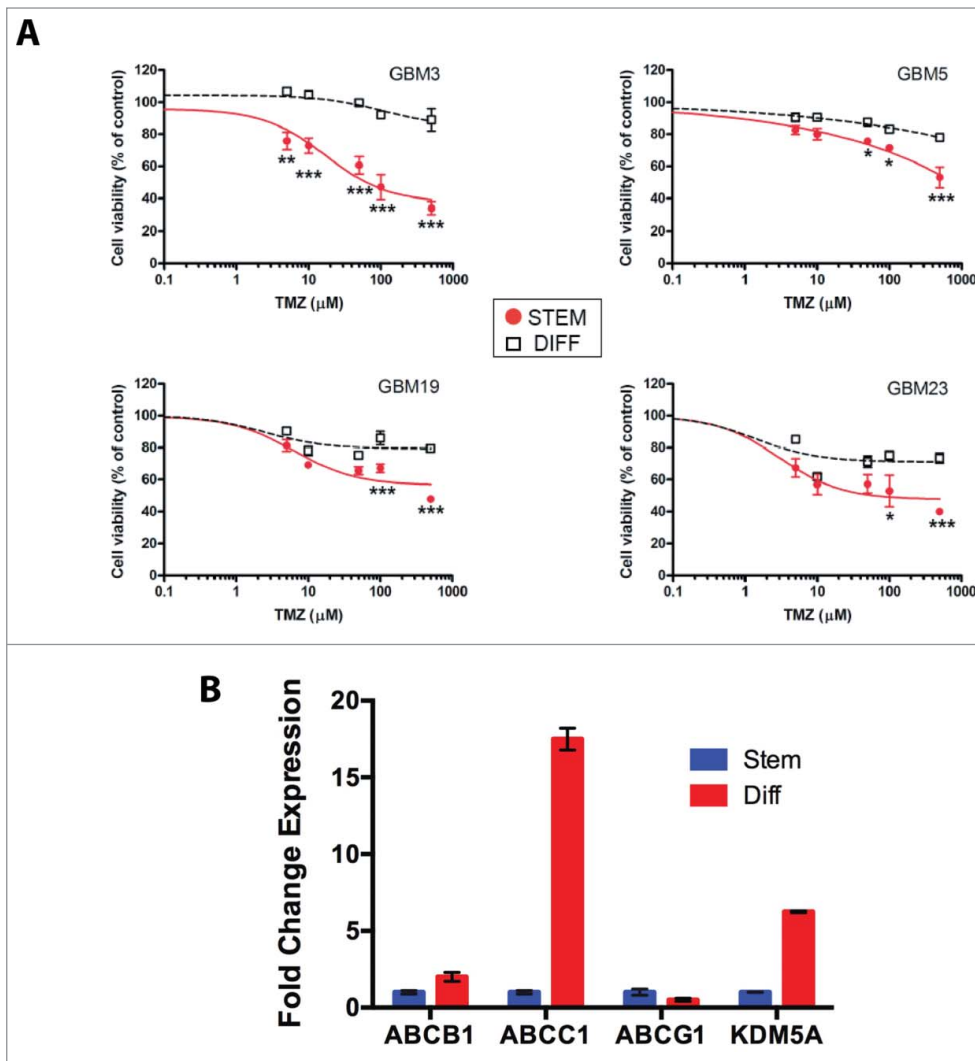 A
GBM3
Cell viability (% of control)
120
100
80
60
40
20
0
**
***
***
***
***
0.1 1 10 100 1000
TMZ (µM)
GBM5
Cell viability (% of control)
120
100
80
60
40
20
0
*
*
***
0.1 1 10 100 1000
TMZ (µM)
STEM
DIFF
GBM19
Cell viability (% of control)
120
100
80
60
40
20
0
***
***
0.1 1 10 100 1000
TMZ (µM)
GBM23
Cell viability (% of control)
120
100
80
60
40
20
0
*
***
0.1 1 10 100 1000
TMZ (µM)
B
Fold Change Expression
20
15
10
5
0
Stem
Diff
ABCB1 ABCC1 ABCG1 KDM5A